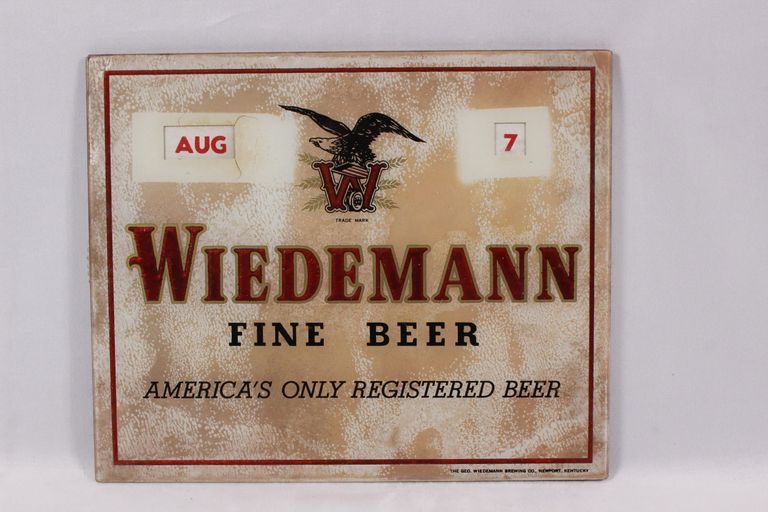 AUG 7
W
TRADE MARK
WIEDEMANN
FINE BEER
AMERICA'S ONLY REGISTERED BEER
THE GEO. WIEDEMANN BREWING CO., NEWPORT, KENTUCKY